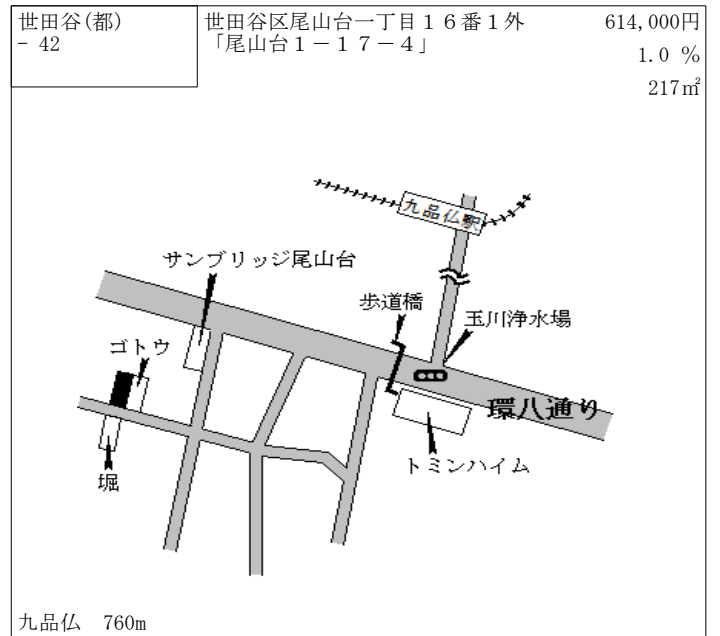 世田谷(都)
－42
世田谷区尾山台一丁目１６番１外
「尾山台１－１７－４」
614,000円
1.0 %
217㎡
九品仏駅
サンブリッジ尾山台
歩道橋
玉川浄水場
ゴトウ
環八通り
トミンハイム
堀
九品仏 760m